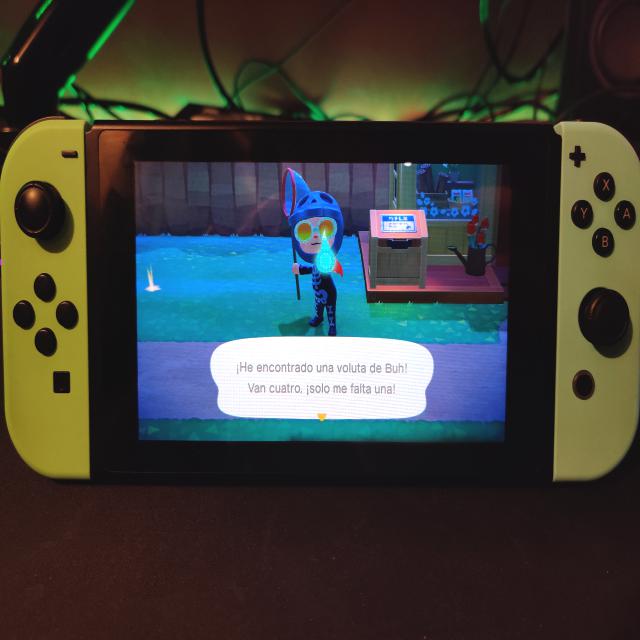 ¡He encontrado una voluta de Buh!
Van cuatro, ¡solo me falta una!
X
Y
A
B